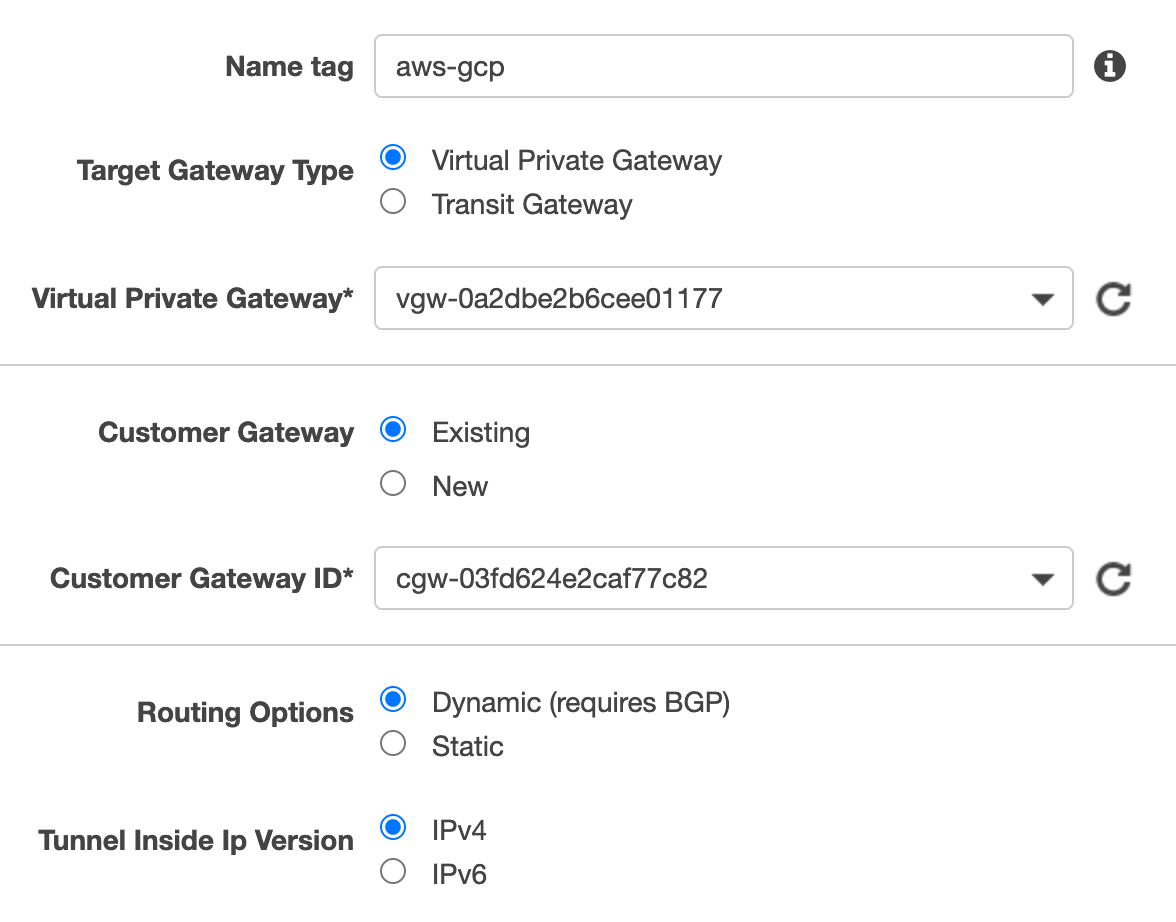 Name tag aws-gcp
Target Gateway Type
Virtual Private Gateway
Transit Gateway
Virtual Private Gateway* vgw-0a2dbe2b6cee01177
Customer Gateway
Existing
New
Customer Gateway ID* cgw-03fd624e2caf77c82
Routing Options
Dynamic (requires BGP)
Static
Tunnel Inside Ip Version
IPv4
IPv6